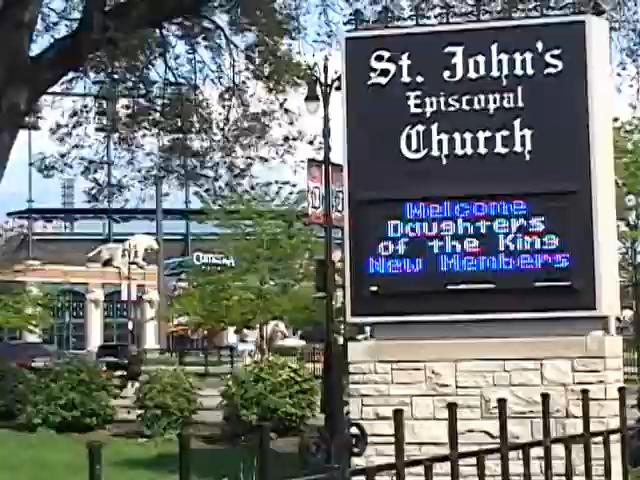 St. John's
Episcopal
Church
Welcome
Daughters
of the King
New Members